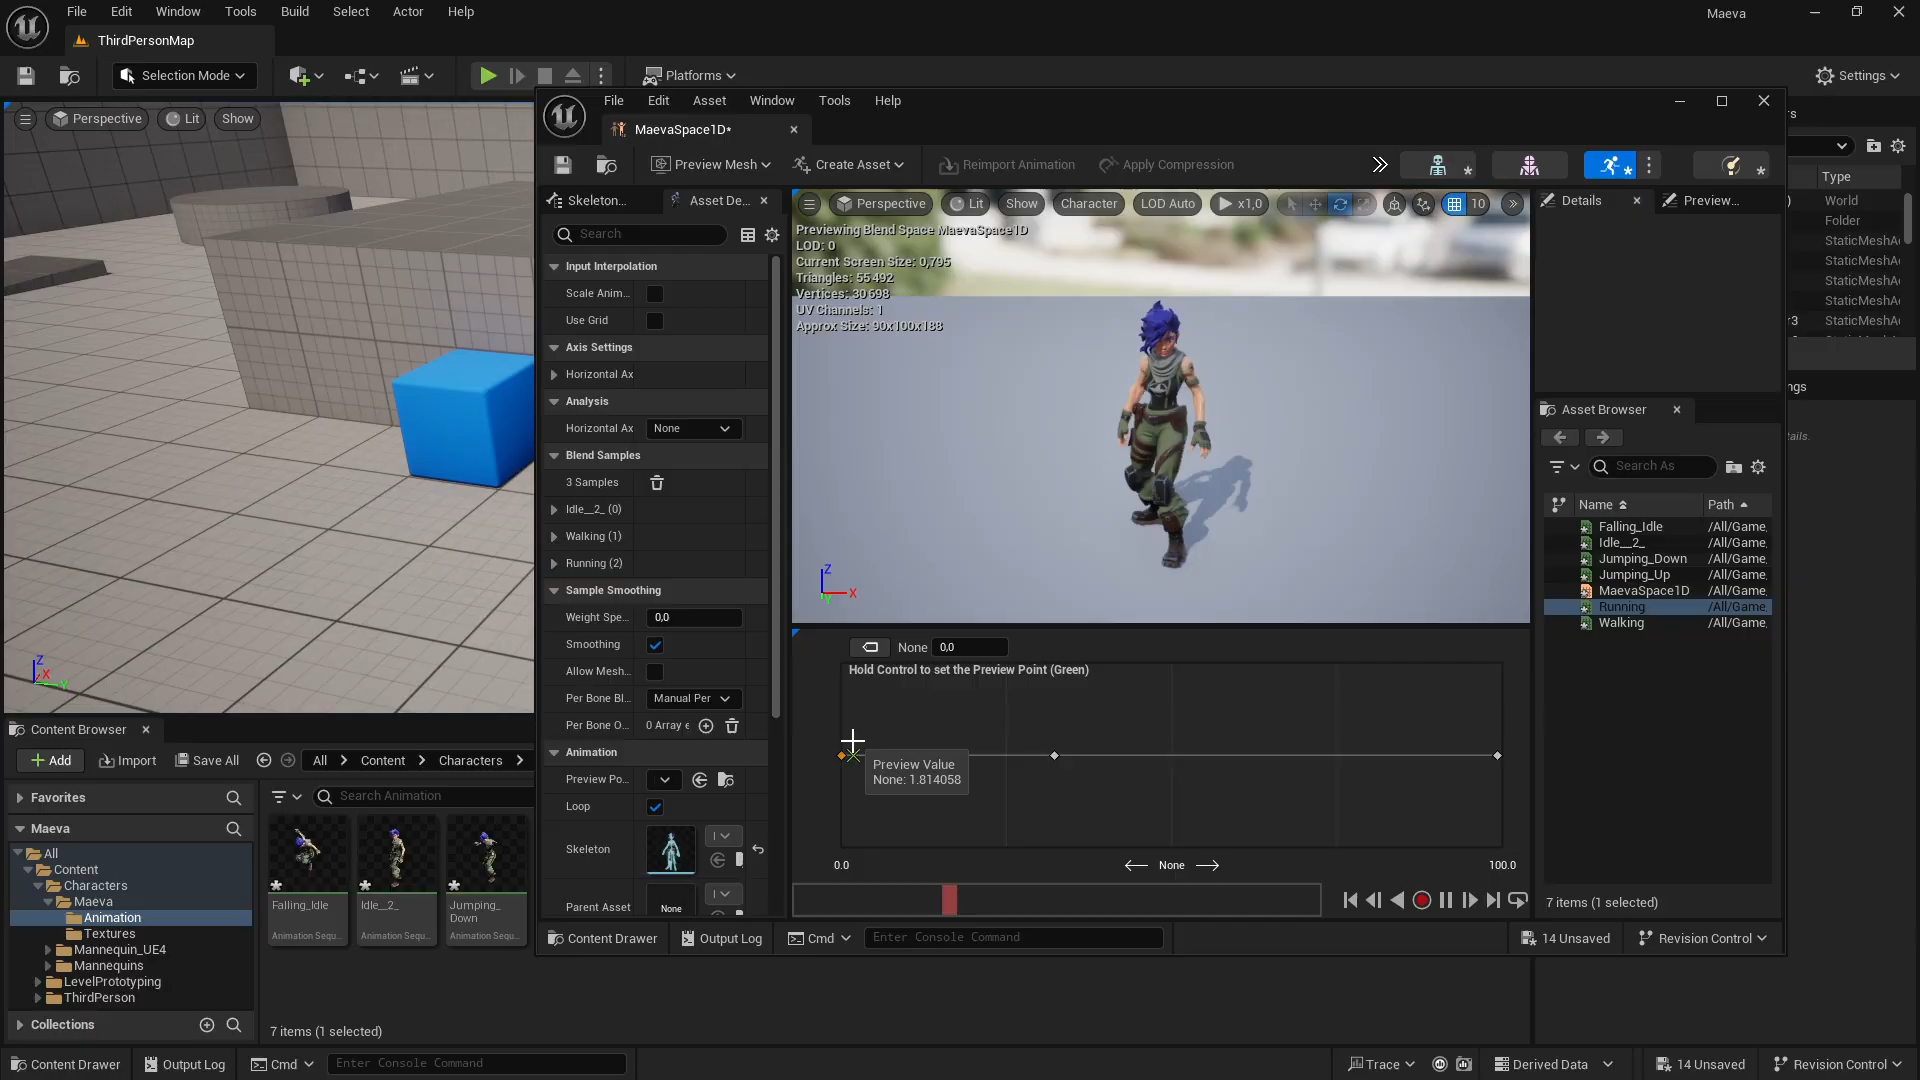 File Edit Window Tools Build Select Actor Help
Maeva
ThirdPersonMap
Selection Mode
Platforms
Settings
Perspective Lit Show
File Edit Asset Window Tools Help
MaevaSpace1D*
Preview Mesh Create Asset Reimport Animation Apply Compression
Skeleton... Asset De...
Search
Input Interpolation
Scale Anim...
Use Grid
Axis Settings
Horizontal Ax
Analysis
Horizontal Ax None
Blend Samples
3 Samples
Idle__2_ (0)
Walking (1)
Running (2)
Sample Smoothing
Weight Spe... 0,0
Smoothing
Allow Mesh...
Per Bone Bl... Manual Per
Per Bone O... 0 Array e
Animation
Preview Po...
Loop
Skeleton
Parent Asset None
Perspective Lit Show Character LOD Auto x1,0 10
Previewing Blend Space MaevaSpace1D
LOD: 0
Current Screen Size: 0,795
Triangles: 55 492
Vertices: 30 698
UV Channels: 1
Approx Size: 90x100x188
Z
X
None 0,0
Hold Control to set the Preview Point (Green)
Preview Value
None: 1.814058
0.0 None 100.0
Details Preview...
Asset Browser
Search As
Name Path
Falling_Idle /All/Game
Idle__2_ /All/Game
Jumping_Down /All/Game
Jumping_Up /All/Game
MaevaSpace1D /All/Game
Running /All/Game
Walking /All/Game
7 items (1 selected)
Content Drawer Output Log Cmd Enter Console Command 14 Unsaved Revision Control
Type
World
Folder
StaticMeshA
StaticMeshA
StaticMeshA
StaticMeshA
r3 StaticMeshA
ngs
ails.
Z
X
Y
Content Browser
Add Import Save All All Content Characters
Favorites
Search Animation
Maeva
All
Content
Characters
Maeva
Animation
Textures
Mannequin_UE4
Mannequins
LevelPrototyping
ThirdPerson
Collections
Falling_Idle
Animation Sequ...
Idle__2_
Animation Sequ...
Jumping_
Down
Animation Sequ...
7 items (1 selected)
Content Drawer Output Log Cmd Enter Console Command Trace Derived Data 14 Unsaved Revision Control